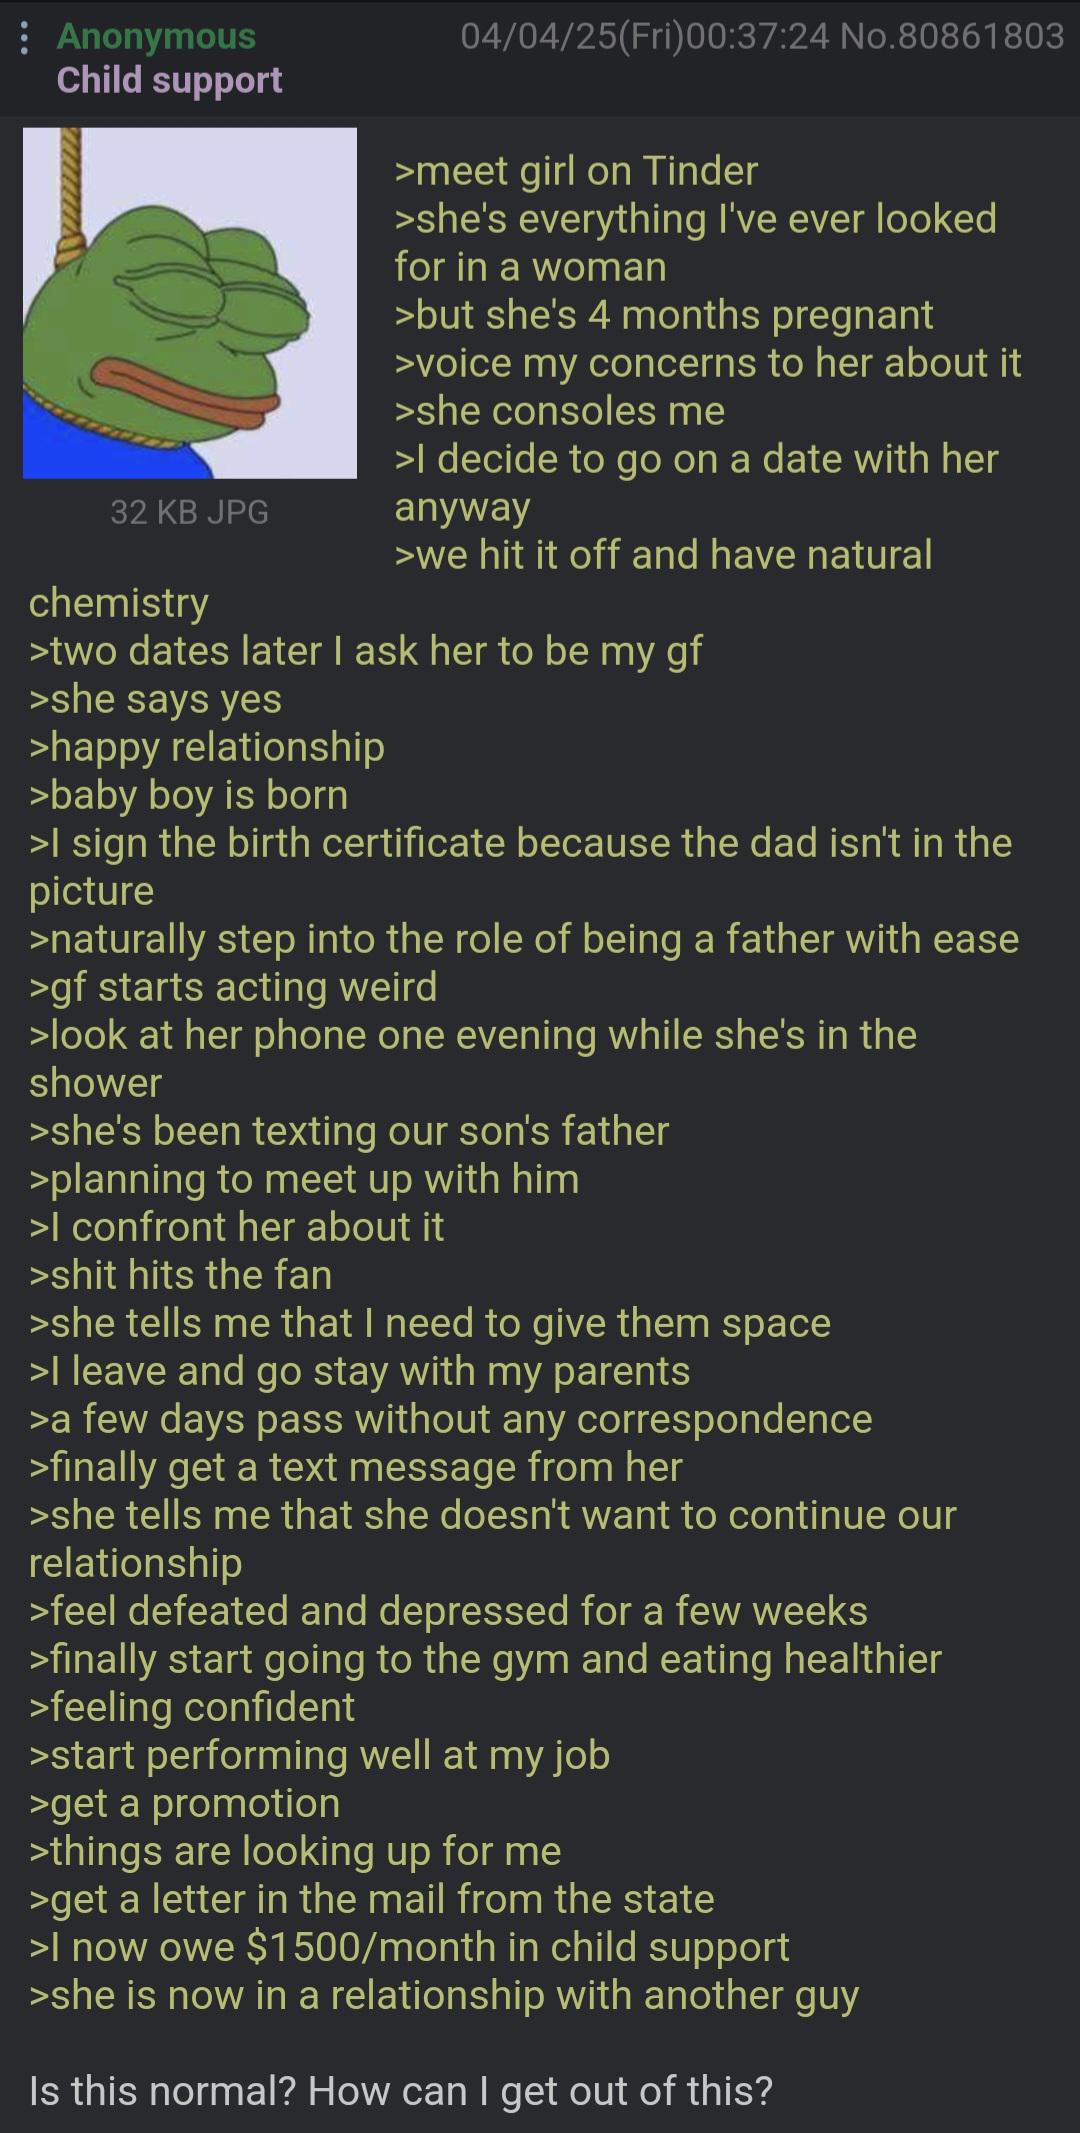 Anonymous 04/04/25(Fri)00:37:24 No.80861803
Child support
>meet girl on Tinder
>she's everything I've ever looked
for in a woman
>but she's 4 months pregnant
>voice my concerns to her about it
>she consoles me
>I decide to go on a date with her
anyway
>we hit it off and have natural
32 KB JPG
chemistry
>two dates later I ask her to be my gf
>she says yes
>happy relationship
>baby boy is born
>I sign the birth certificate because the dad isn't in the
picture
>naturally step into the role of being a father with ease
>gf starts acting weird
>look at her phone one evening while she's in the
shower
>she's been texting our son's father
>planning to meet up with him
>I confront her about it
>shit hits the fan
>she tells me that I need to give them space
>I leave and go stay with my parents
>a few days pass without any correspondence
>finally get a text message from her
>she tells me that she doesn't want to continue our
relationship
>feel defeated and depressed for a few weeks
>finally start going to the gym and eating healthier
>feeling confident
>start performing well at my job
>get a promotion
>things are looking up for me
>get a letter in the mail from the state
>I now owe $1500/month in child support
>she is now in a relationship with another guy
Is this normal? How can I get out of this?